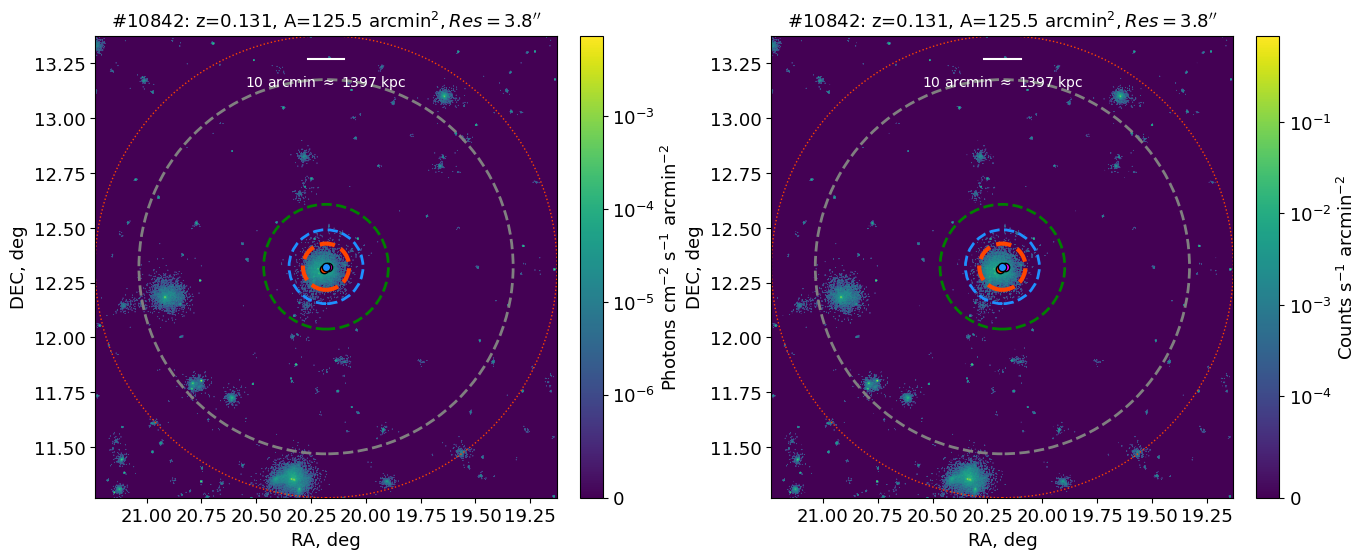 #10842: z=0.131, A=125.5 arcmin², Res = 3.8″
10 arcmin ≈ 1397 kpc
13.25
13.00
12.75
12.50
12.25
12.00
11.75
11.50
DEC, deg
21.00 20.75 20.50 20.25 20.00 19.75 19.50 19.25
RA, deg
10⁻³
10⁻⁴
10⁻⁵
10⁻⁶
0
Photons cm⁻² s⁻¹ arcmin⁻²
#10842: z=0.131, A=125.5 arcmin², Res = 3.8″
10 arcmin ≈ 1397 kpc
13.25
13.00
12.75
12.50
12.25
12.00
11.75
11.50
DEC, deg
21.00 20.75 20.50 20.25 20.00 19.75 19.50 19.25
RA, deg
10⁻¹
10⁻²
10⁻³
10⁻⁴
0
Counts s⁻¹ arcmin⁻²